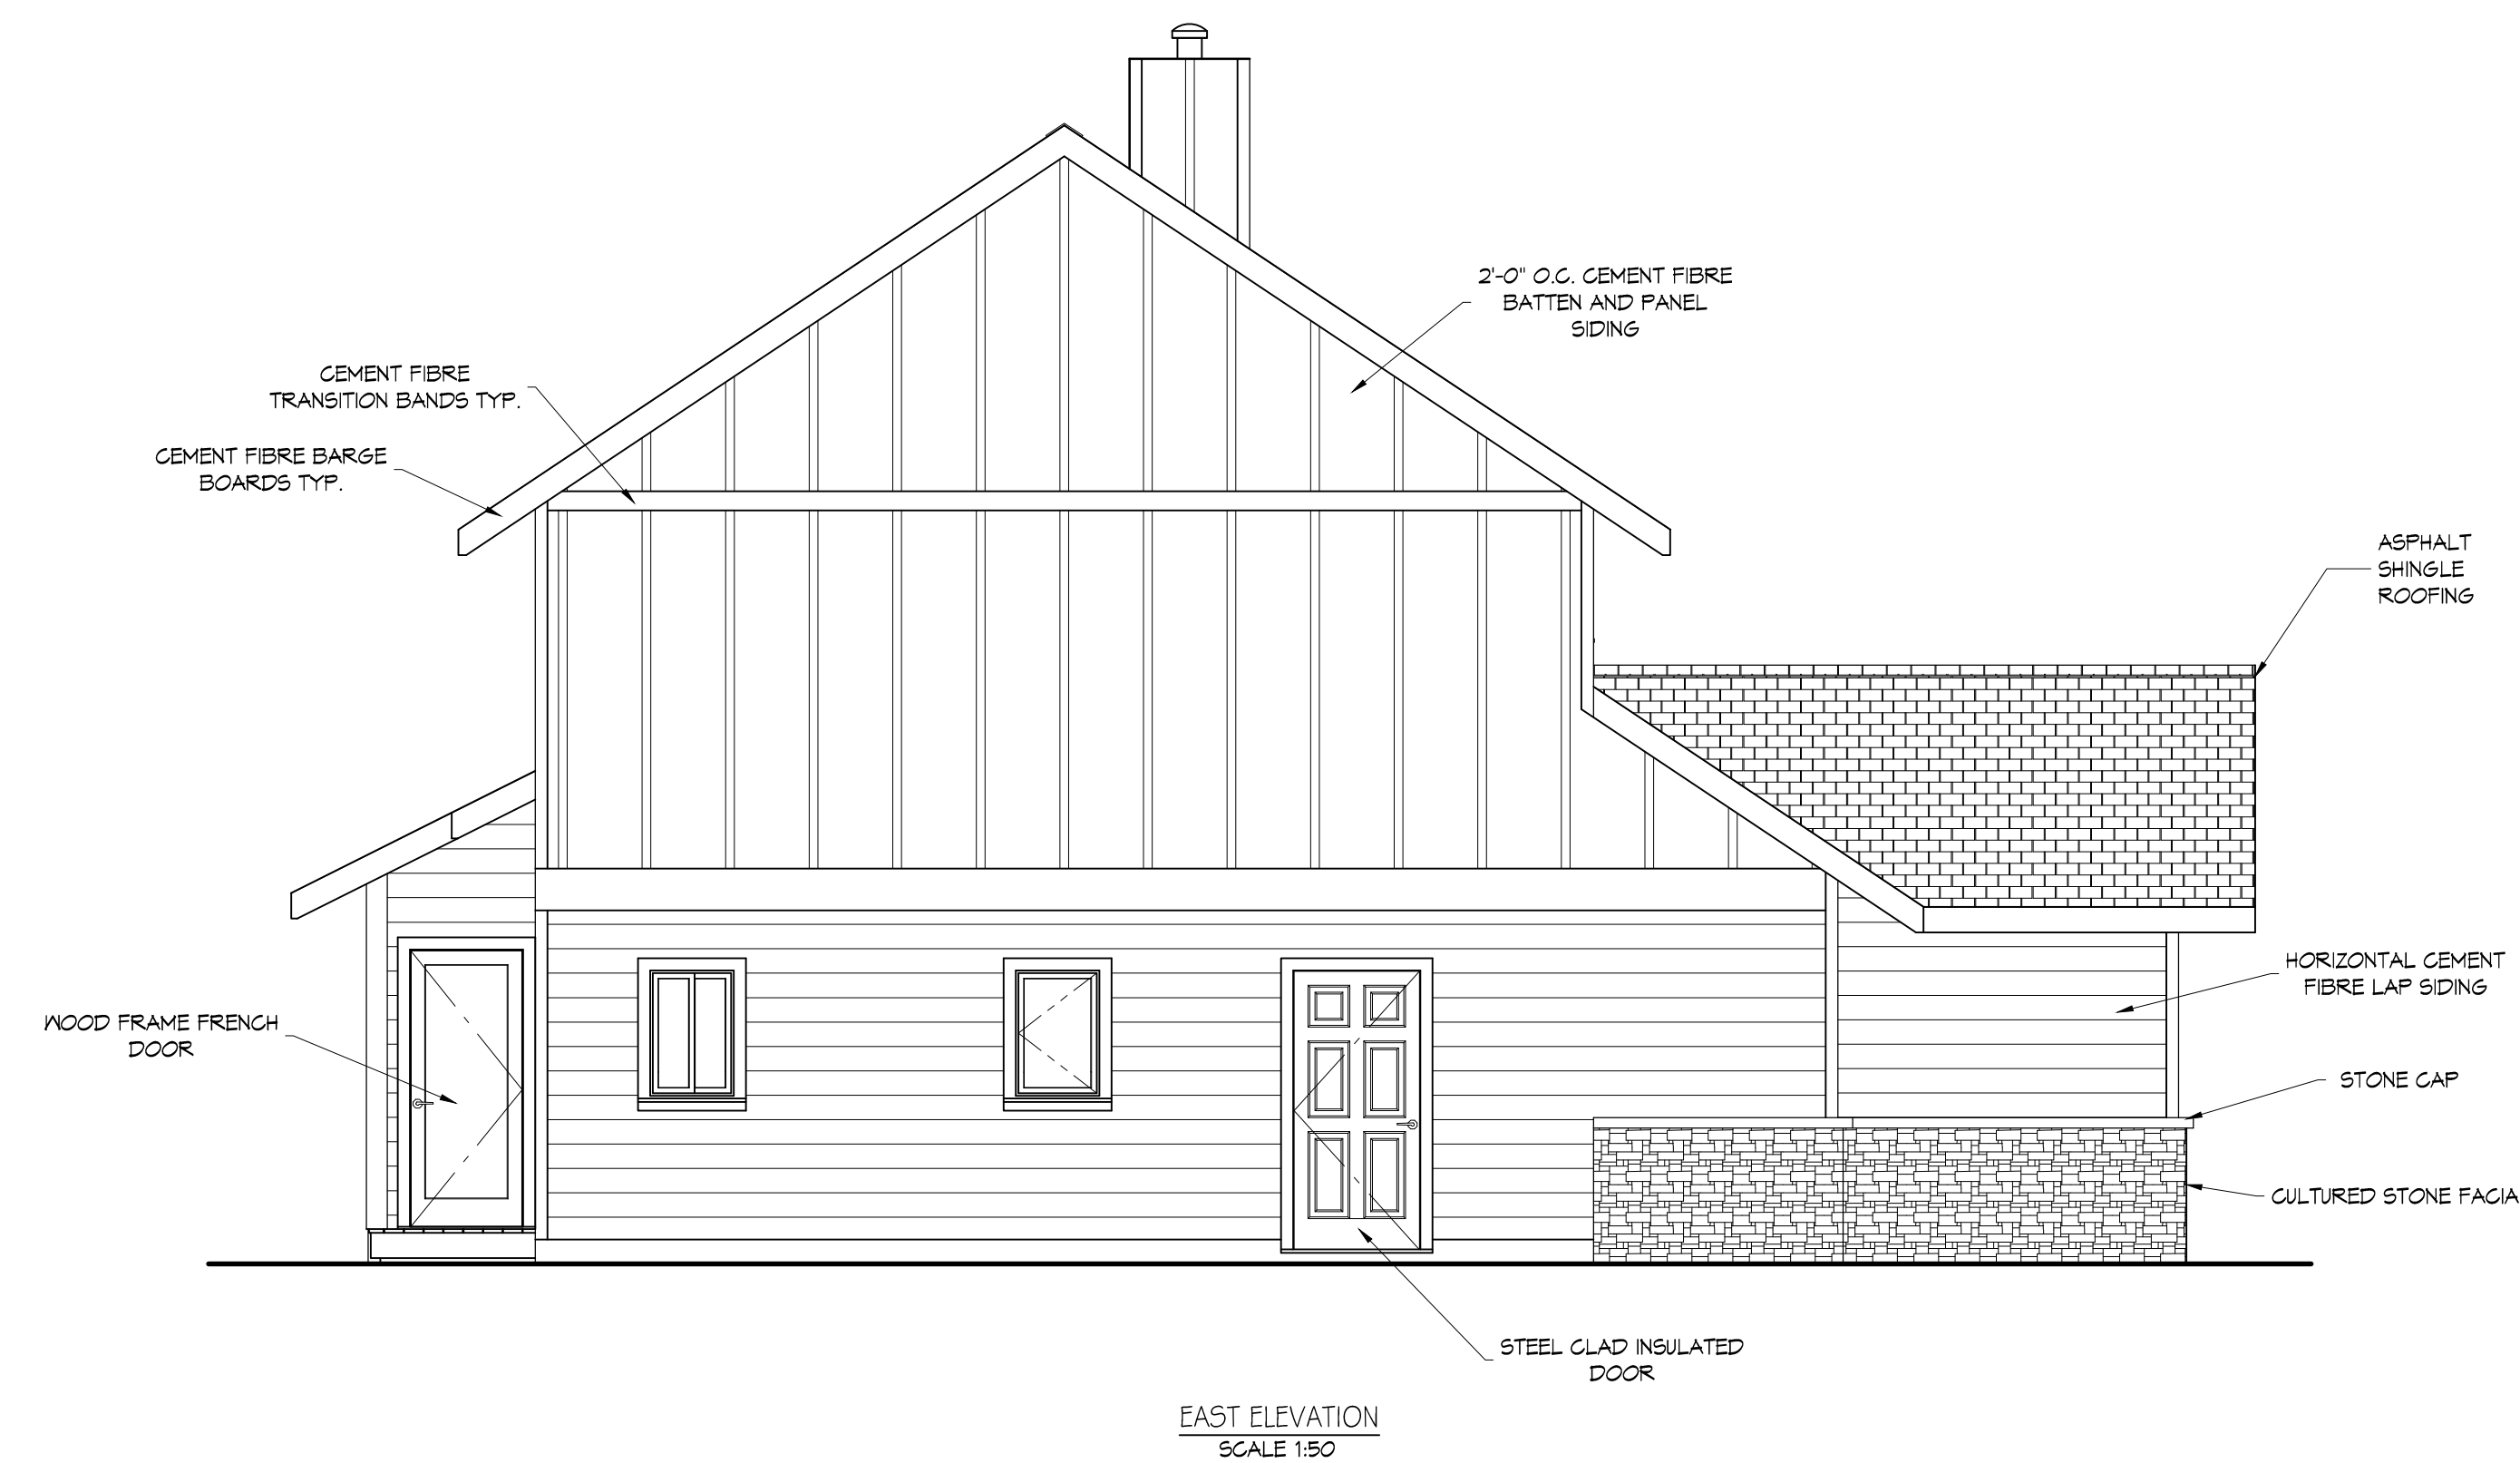 2'-0" O.C. CEMENT FIBRE
BATTEN AND PANEL
SIDING
CEMENT FIBRE
TRANSITION BANDS TYP.
CEMENT FIBRE BARGE
BOARDS TYP.
ASPHALT
SHINGLE
ROOFING
HORIZONTAL CEMENT
FIBRE LAP SIDING
WOOD FRAME FRENCH
DOOR
STONE CAP
CULTURED STONE FACIA
STEEL CLAD INSULATED
DOOR
EAST ELEVATION
SCALE 1:50